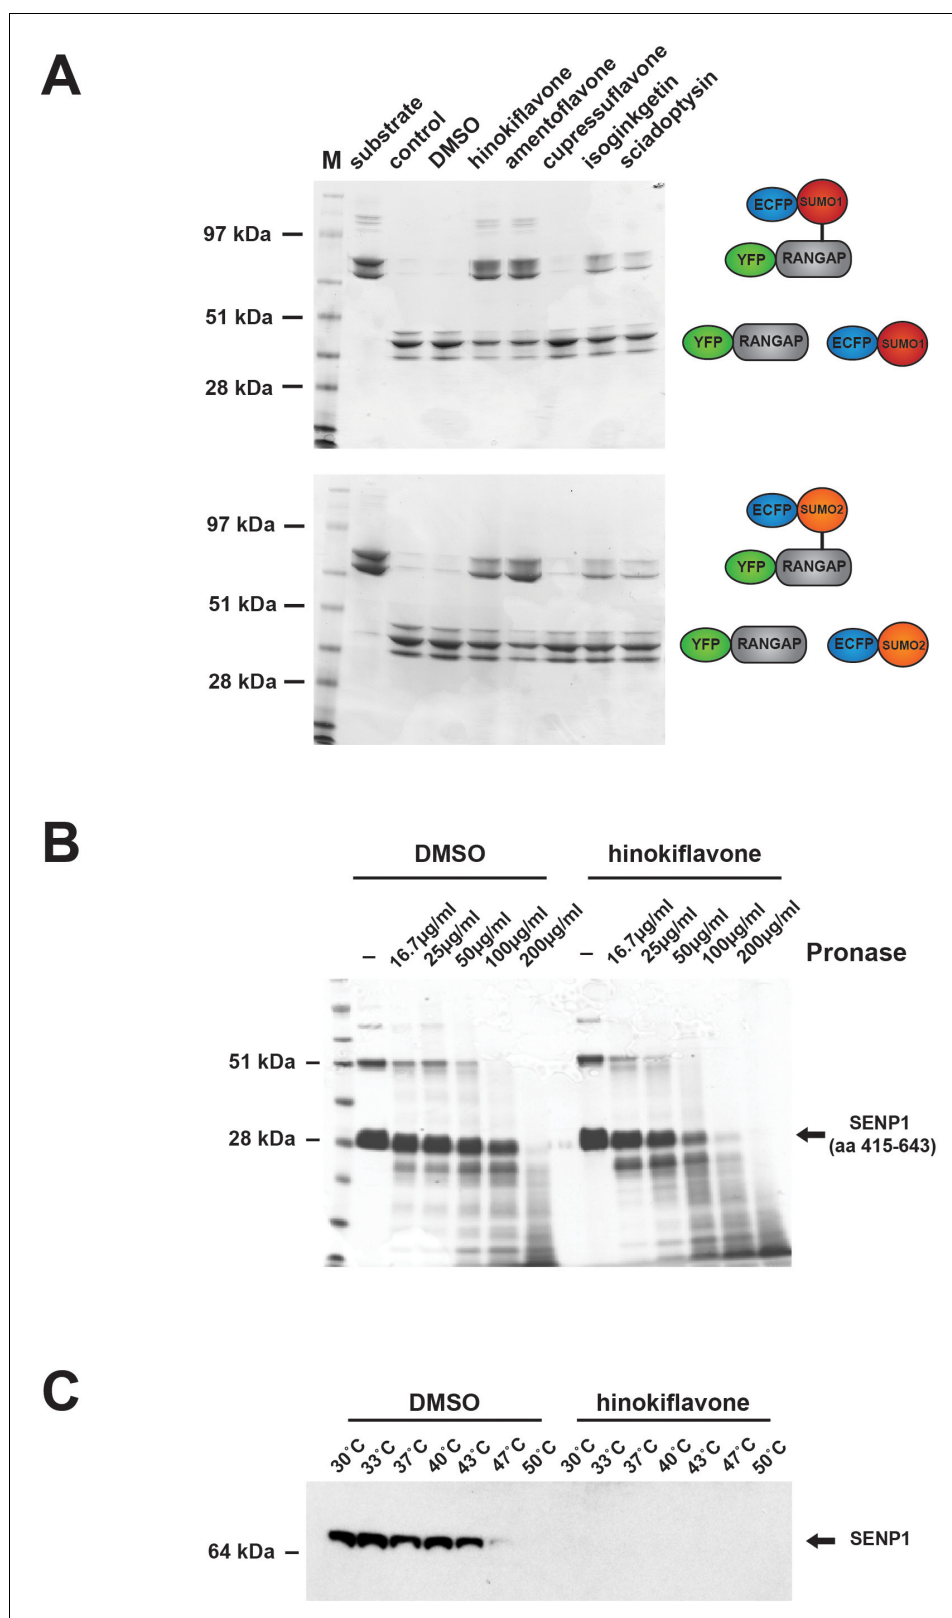 A
M substrate control DMSO hinokiflavone amentoflavone cupressuflavone isoginkgetin sciadoptysin
97 kDa
51 kDa
28 kDa
ECFP SUMO1
YFP RANGAP
YFP RANGAP ECFP SUMO1
97 kDa
51 kDa
28 kDa
ECFP SUMO2
YFP RANGAP
YFP RANGAP ECFP SUMO2
B
DMSO hinokiflavone
– 16.7µg/ml 25µg/ml 50µg/ml 100µg/ml 200µg/ml – 16.7µg/ml 25µg/ml 50µg/ml 100µg/ml 200µg/ml Pronase
51 kDa
28 kDa
SENP1
(aa 415-643)
C
DMSO hinokiflavone
30˚C 33˚C 37˚C 40˚C 43˚C 47˚C 50˚C 30˚C 33˚C 37˚C 40˚C 43˚C 47˚C 50˚C
64 kDa
SENP1